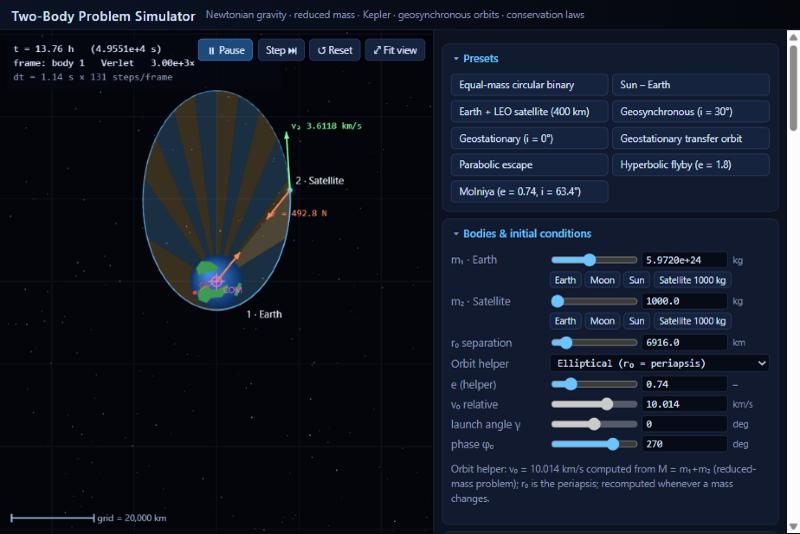 Two-Body Problem Simulator Newtonian gravity · reduced mass · Kepler · geosynchronous orbits · conservation laws
t = 13.76 h (4.9551e+4 s)
frame: body 1 Verlet 3.00e+3×
dt = 1.14 s x 131 steps/frame
Pause Step Reset Fit view
v₂ 3.6118 km/s
2 · Satellite
= 492.8 N
COM
1 · Earth
grid = 20,000 km
Presets
Equal-mass circular binary Sun – Earth
Earth + LEO satellite (400 km) Geosynchronous (i = 30°)
Geostationary (i = 0°) Geostationary transfer orbit
Parabolic escape Hyperbolic flyby (e = 1.8)
Molniya (e = 0.74, i = 63.4°)
Bodies & initial conditions
m₁ · Earth 5.9720e+24 kg
Earth Moon Sun Satellite 1000 kg
m₂ · Satellite 1000.0 kg
Earth Moon Sun Satellite 1000 kg
r₀ separation 6916.0 km
Orbit helper Elliptical (r₀ = periapsis)
e (helper) 0.74 –
v₀ relative 10.014 km/s
launch angle γ 0 deg
phase φ₀ 270 deg
Orbit helper: v₀ = 10.014 km/s computed from M = m₁+m₂ (reduced-
mass problem); r₀ is the periapsis; recomputed whenever a mass
changes.